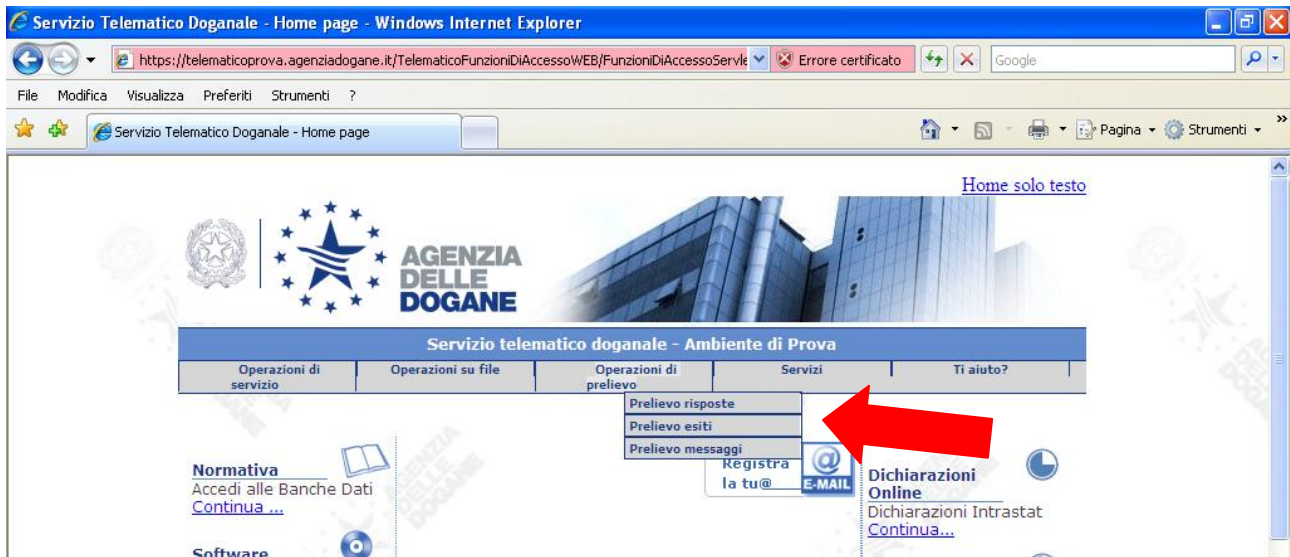 Servizio Telematico Doganale - Home page - Windows Internet Explorer
https://telematicoprova.agenziadogane.it/TelematicoFunzioniDiAccessoWEB/FunzioniDiAccessoServle
Errore certificato
Google
File Modifica Visualizza Preferiti Strumenti ?
Servizio Telematico Doganale - Home page
Pagina Strumenti »
Home solo testo
AGENZIA
DELLE
DOGANE
Servizio telematico doganale - Ambiente di Prova
Operazioni di servizio
Operazioni su file
Operazioni di prelievo
Servizi
Ti aiuto?
Prelievo risposte
Prelievo esiti
Prelievo messaggi
Normativa
Accedi alle Banche Dati
Continua ...
Software
Registra
la tu@
@
E-MAIL
Dichiarazioni
Online
Dichiarazioni Intrastat
Continua...